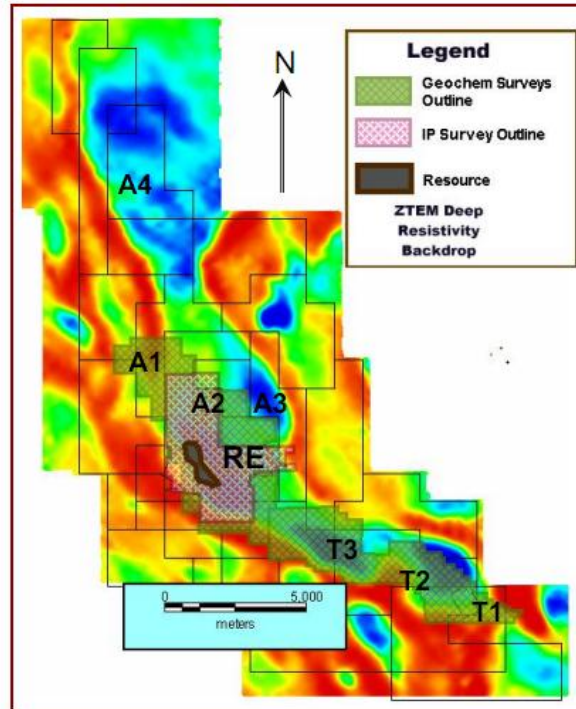 Legend
Geochem Surveys
Outline
IP Survey Outline
Resource
ZTEM Deep
Resistivity
Backdrop
N
A4
A1
A2
A3
RE
T3
T2
T1
0 5,000
meters